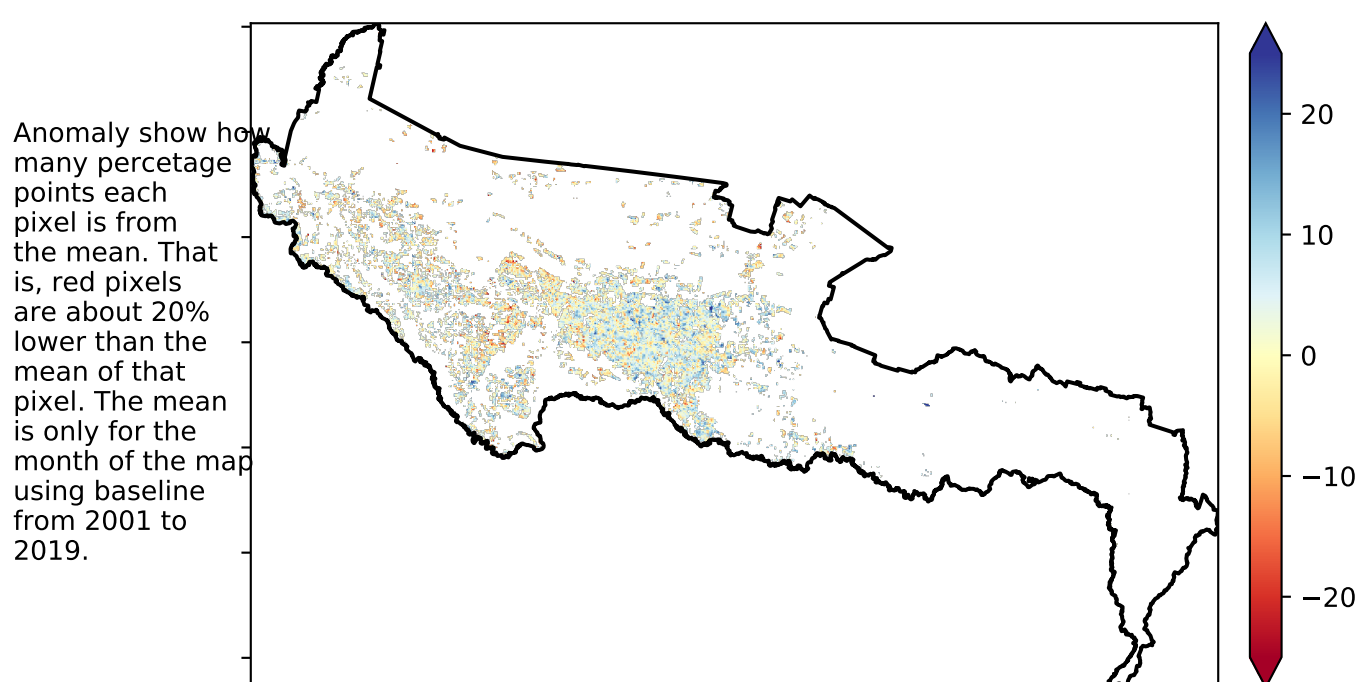 Anomaly show how
many percetage
points each
pixel is from
the mean. That
is, red pixels
are about 20%
lower than the
mean of that
pixel. The mean
is only for the
month of the map
using baseline
from 2001 to
2019.
20
10
0
−10
−20